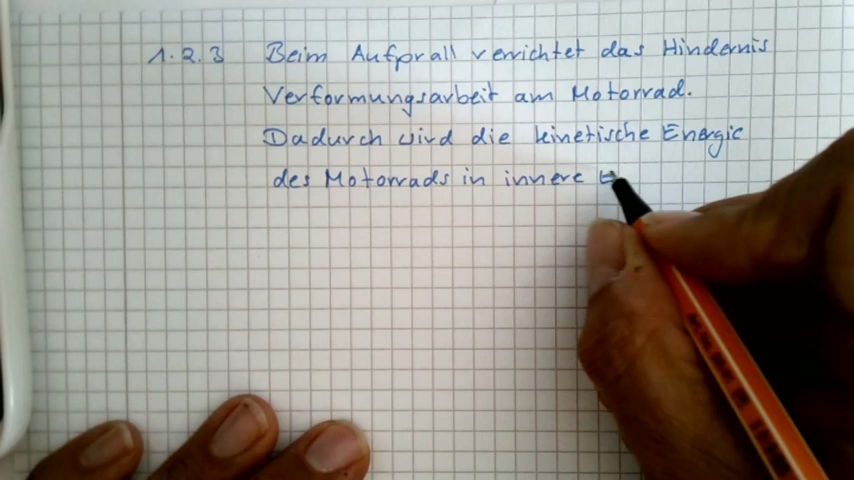 1.2.3 Beim Aufprall verrichtet das Hindernis
Verformungsarbeit am Motorrad.
Dadurch wird die kinetische Energie
des Motorrads in innere E